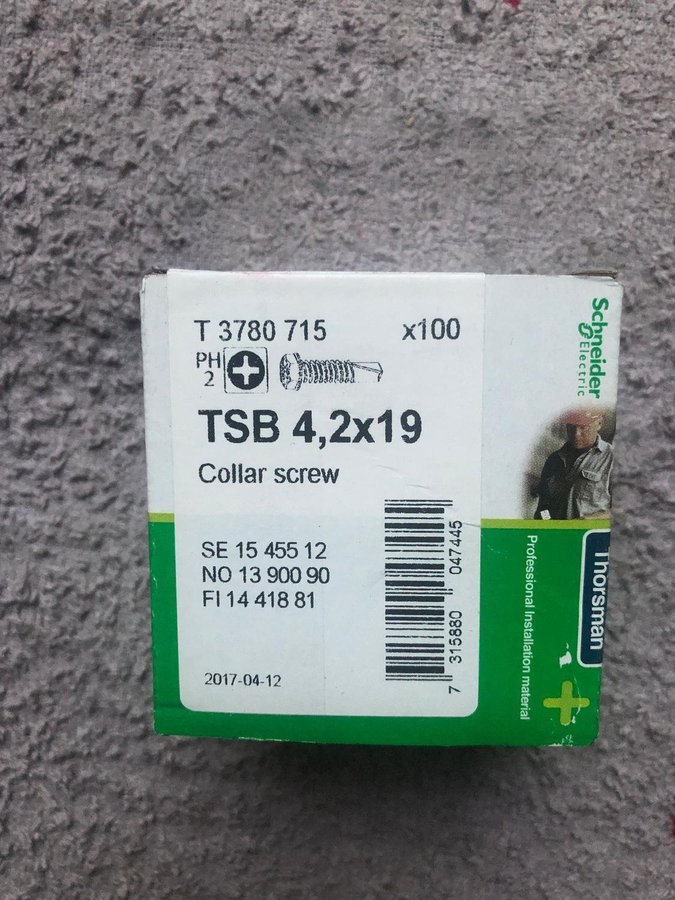 T 3780 715 x100
PH
2
TSB 4,2x19
Collar screw
SE 15 455 12
NO 13 900 90
FI 14 418 81
2017-04-12
7 315880 047445
Schneider
Electric
Thorsman
Professional Installation material